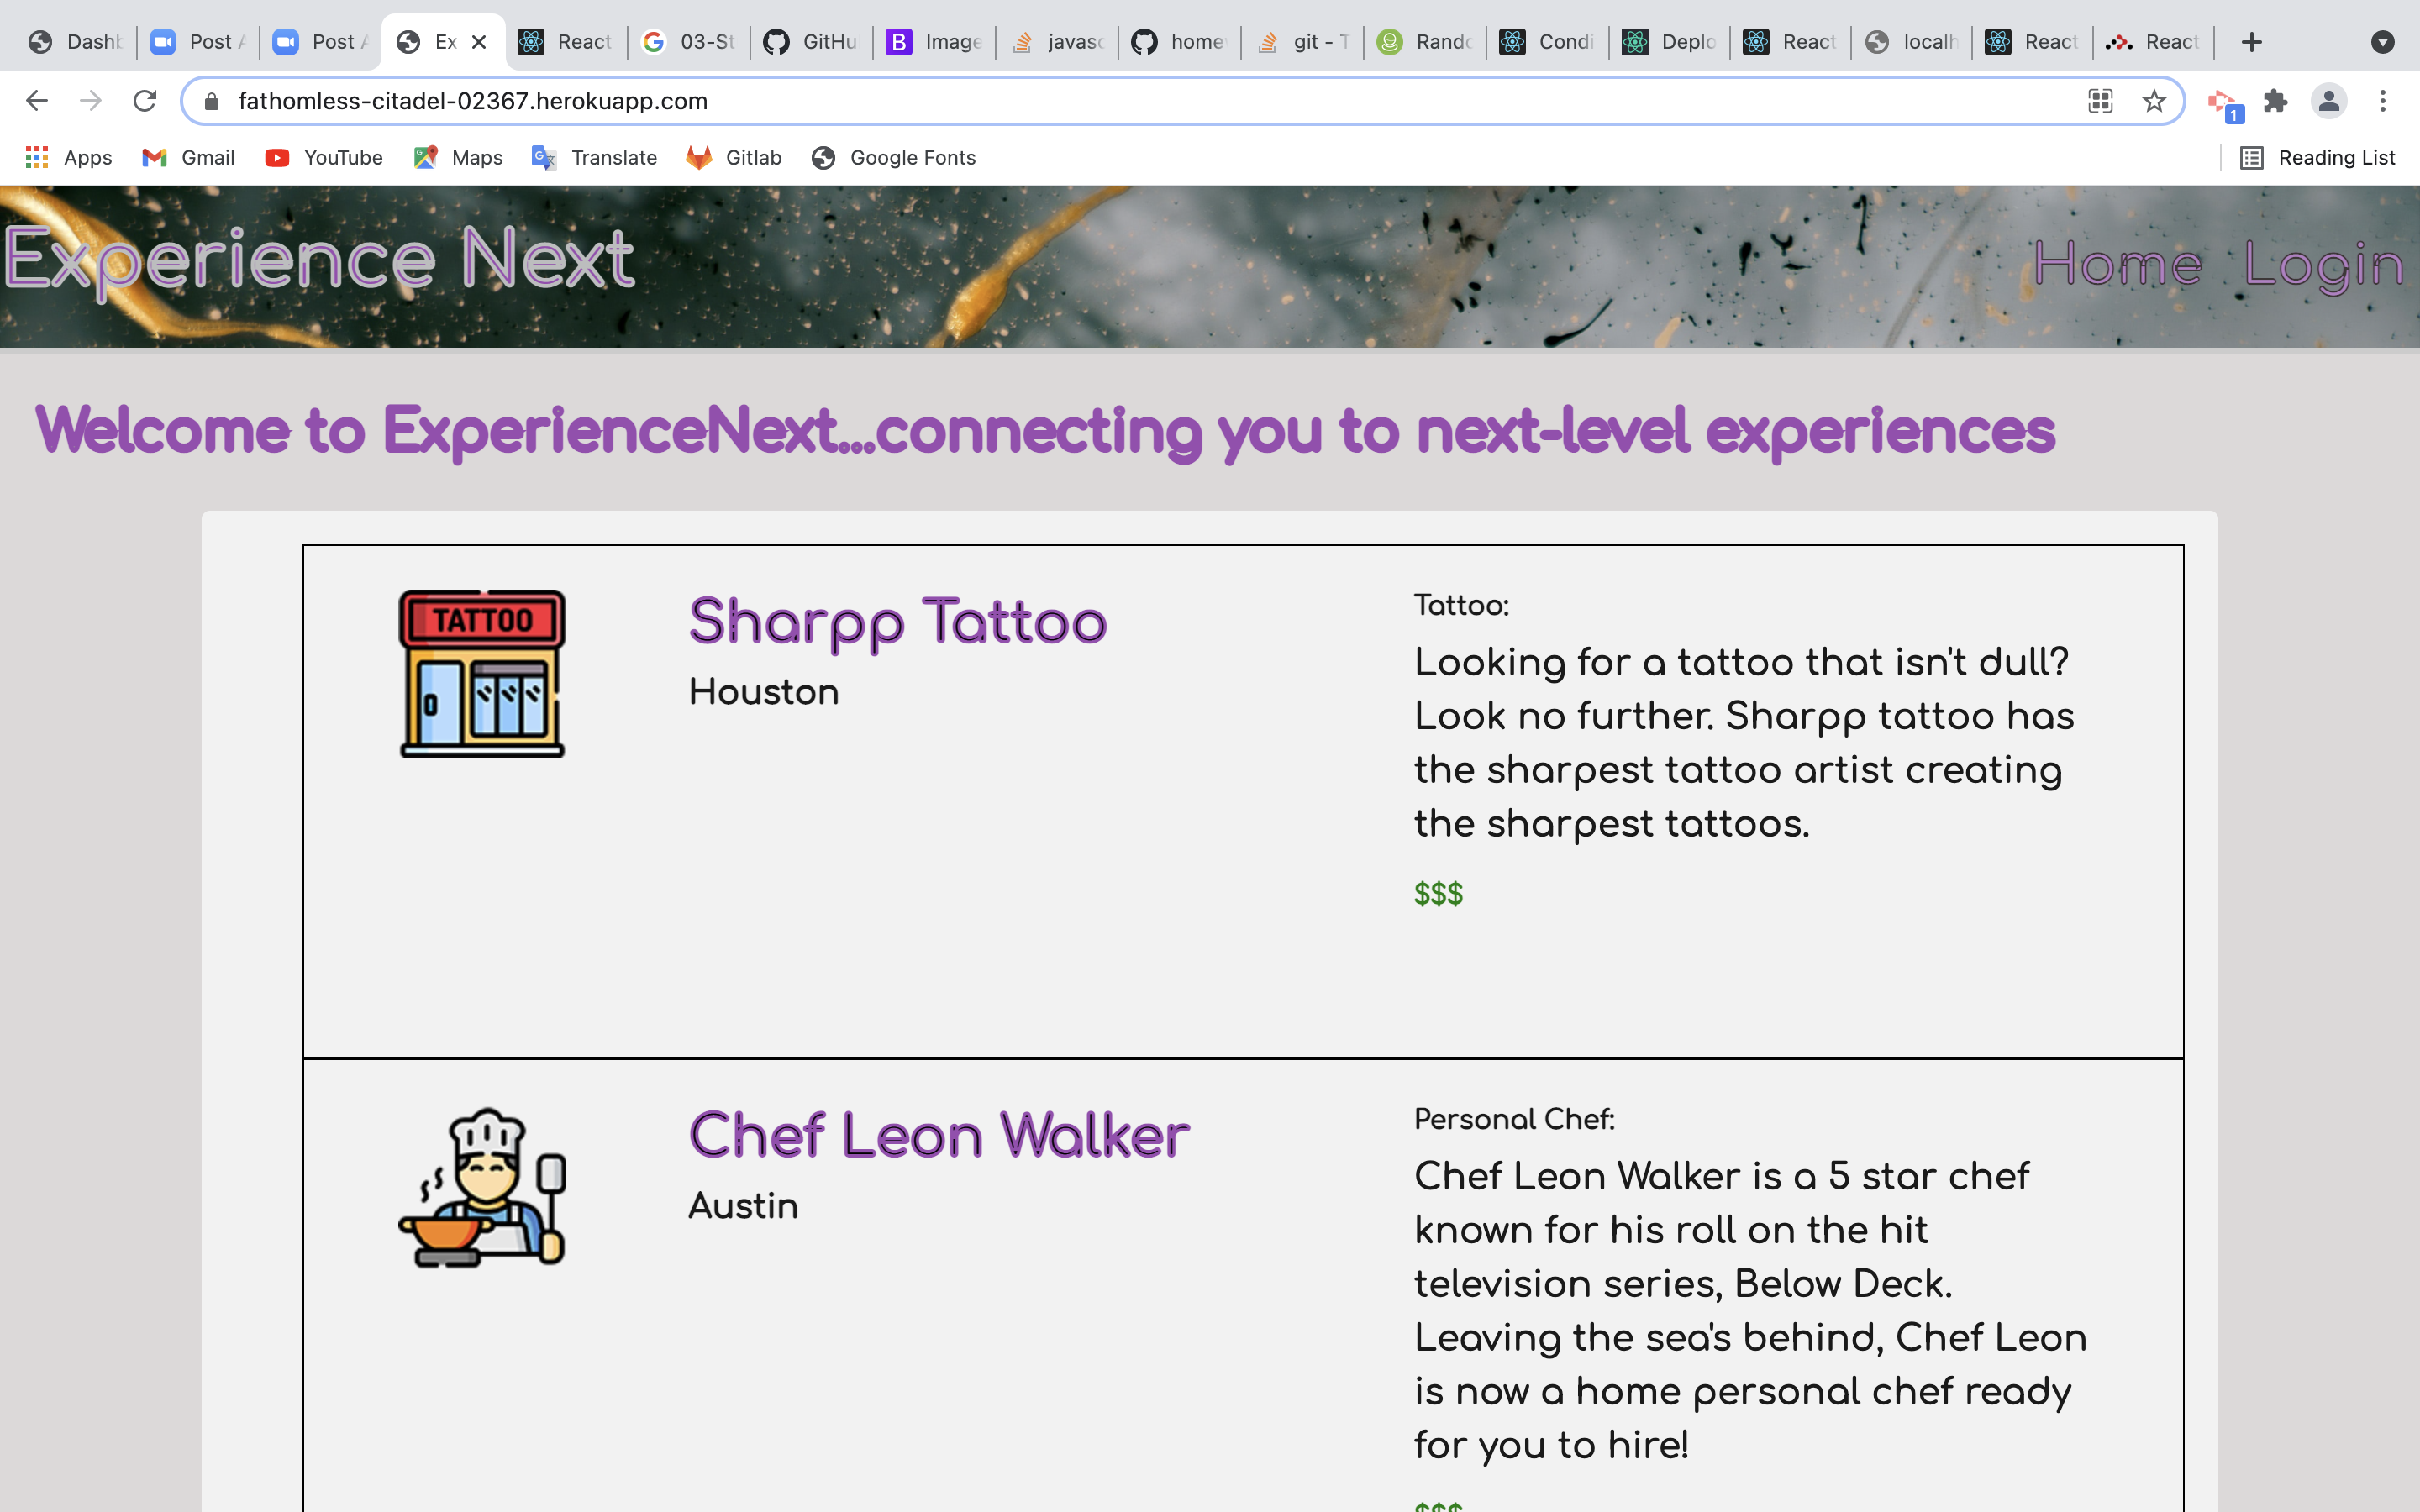 Dashb
Post A
Post A
Ex
React
03-St
GitHu
Image
javasc
home
git - T
Rando
Condi
Deplo
React
localh
React
React
fathomless-citadel-02367.herokuapp.com
1
Apps
Gmail
YouTube
Maps
Translate
Gitlab
Google Fonts
Reading List
Experience Next
Home Login
Welcome to ExperienceNext...connecting you to next-level experiences
TATTOO
Sharpp Tattoo
Houston
Tattoo:
Looking for a tattoo that isn't dull?
Look no further. Sharpp tattoo has
the sharpest tattoo artist creating
the sharpest tattoos.
$$$
Chef Leon Walker
Austin
Personal Chef:
Chef Leon Walker is a 5 star chef
known for his roll on the hit
television series, Below Deck.
Leaving the sea's behind, Chef Leon
is now a home personal chef ready
for you to hire!
$$$